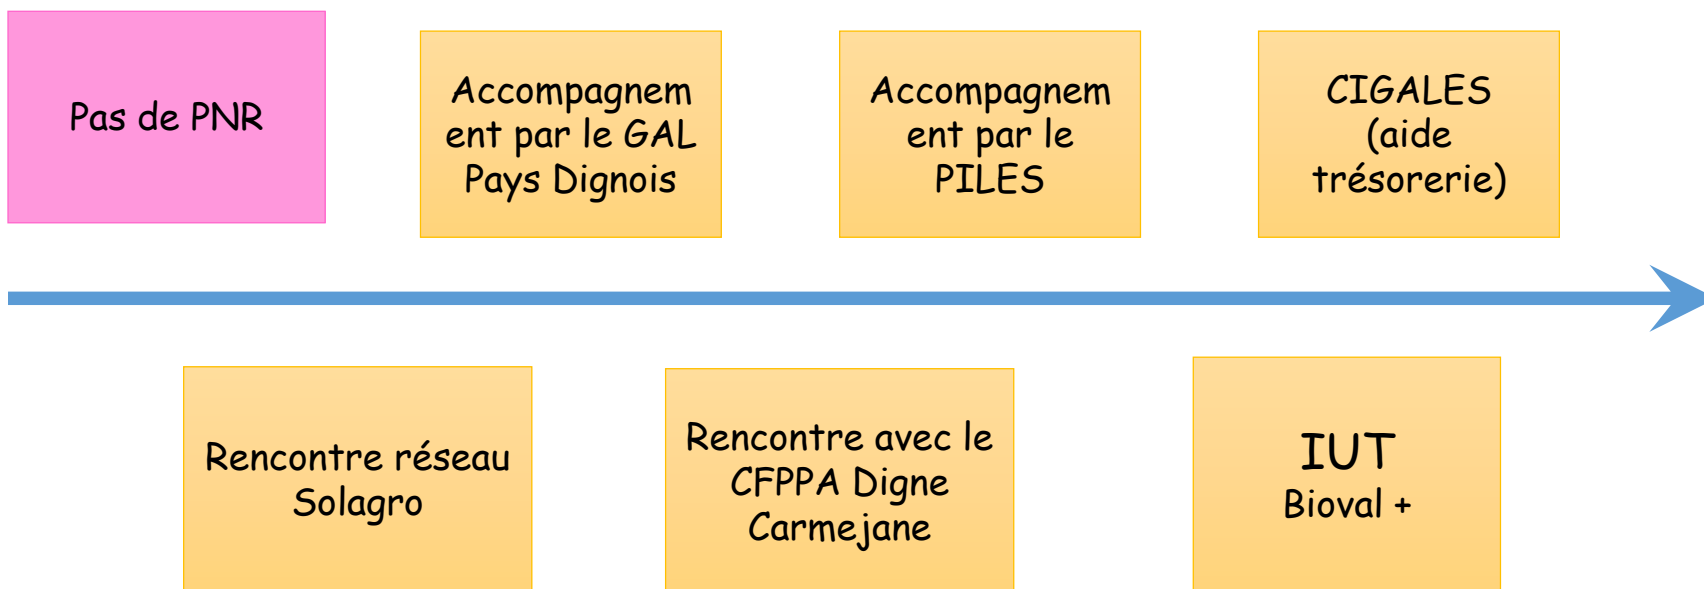 Pas de PNR
Accompagnem
ent par le GAL
Pays Dignois
Accompagnem
ent par le
PILES
CIGALES
(aide
trésorerie)
Rencontre réseau
Solagro
Rencontre avec le
CFPPA Digne
Carmejane
IUT
Bioval +